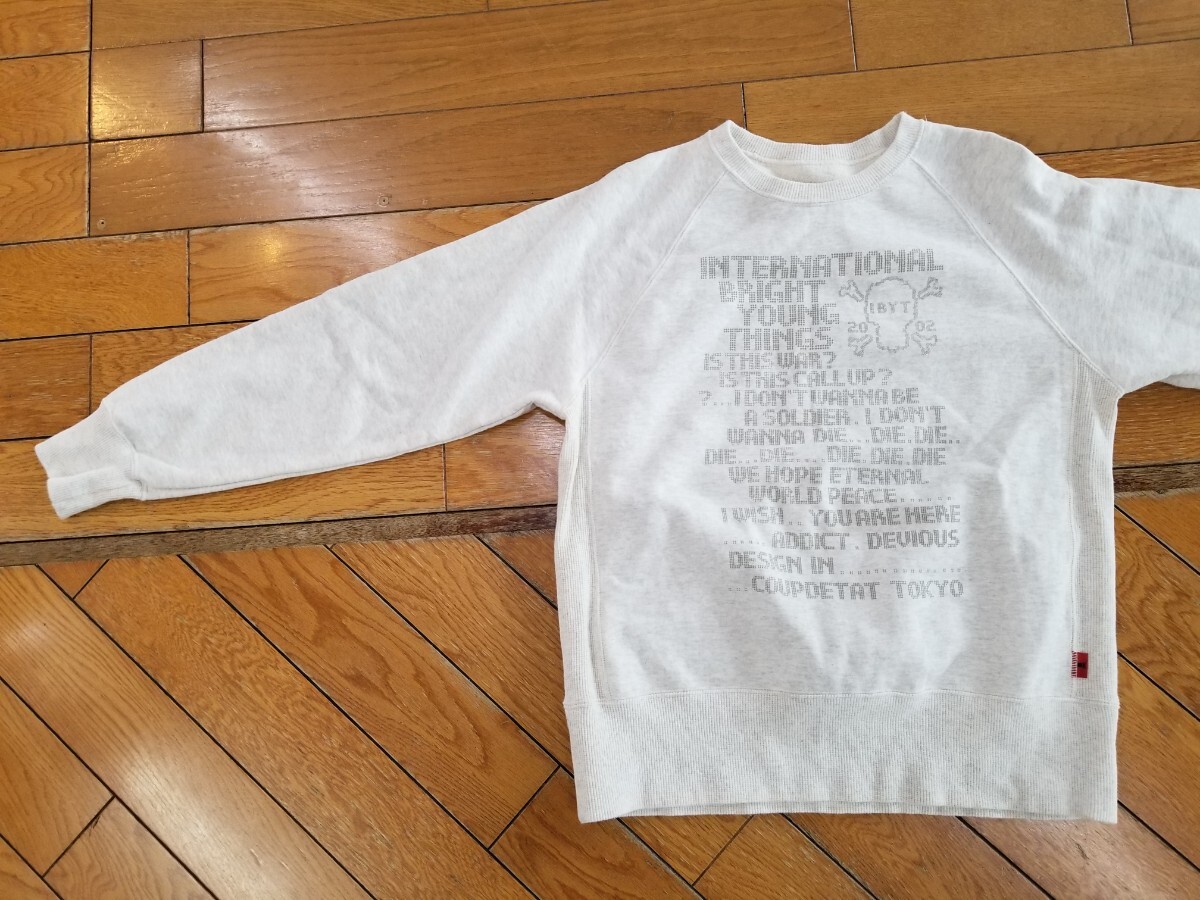 INTERNATIONAL
BRIGHT
YOUNG
THINGS
IBYT
20 02
IS THIS WAR?
IS THIS CALL UP?
?...I DON'T WANNA BE
A SOLDIER. I DON'T
WANNA DIE...DIE.DIE..
DIE...DIE....DIE.DIE.DIE
WE HOPE ETERNAL
WORLD PEACE......
I WISH.. YOU ARE HERE
...... ADDICT. DEVIOUS
DESIGN IN ............
...COUPDETAT TOKYO